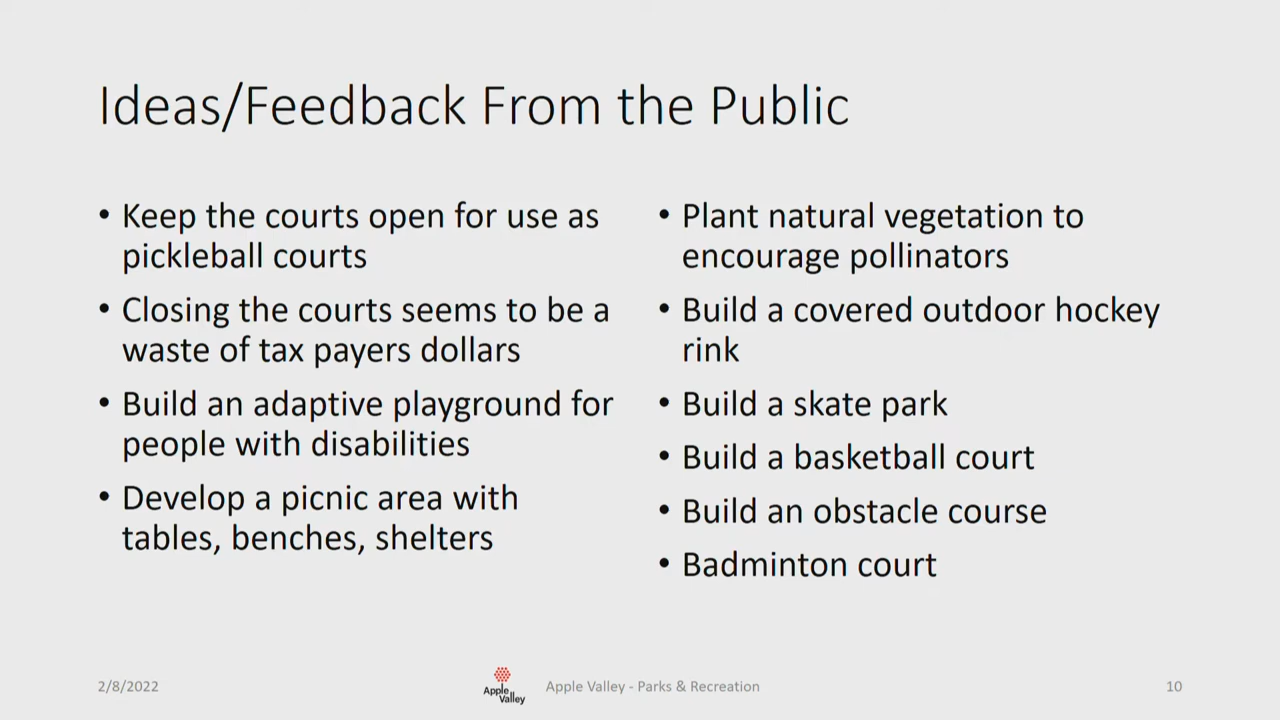 Ideas/Feedback From the Public
• Keep the courts open for use as
pickleball courts
• Closing the courts seems to be a
waste of tax payers dollars
• Build an adaptive playground for
people with disabilities
• Develop a picnic area with
tables, benches, shelters
• Plant natural vegetation to
encourage pollinators
• Build a covered outdoor hockey
rink
• Build a skate park
• Build a basketball court
• Build an obstacle course
• Badminton court
2/8/2022
Apple
Valley
Apple Valley - Parks & Recreation
10